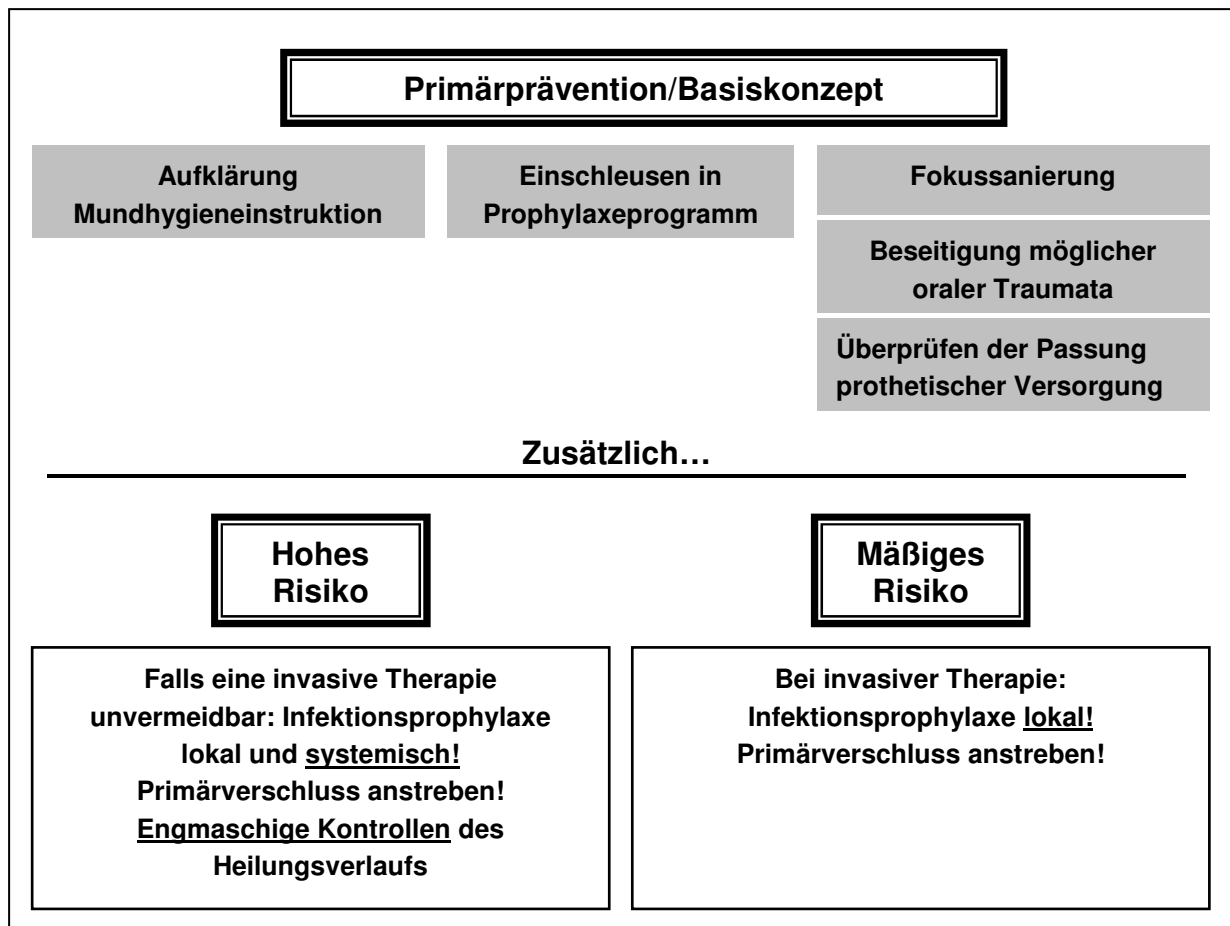 Primärprävention/Basiskonzept
Aufklärung
Mundhygieneinstruktion
Einschleusen in
Prophylaxeprogramm
Fokussanierung
Beseitigung möglicher
oraler Traumata
Überprüfen der Passung
prothetischer Versorgung
Zusätzlich…
Hohes
Risiko
Mäßiges
Risiko
Falls eine invasive Therapie
unvermeidbar: Infektionsprophylaxe
lokal und systemisch!
Primärverschluss anstreben!
Engmaschige Kontrollen des
Heilungsverlaufs
Bei invasiver Therapie:
Infektionsprophylaxe lokal!
Primärverschluss anstreben!